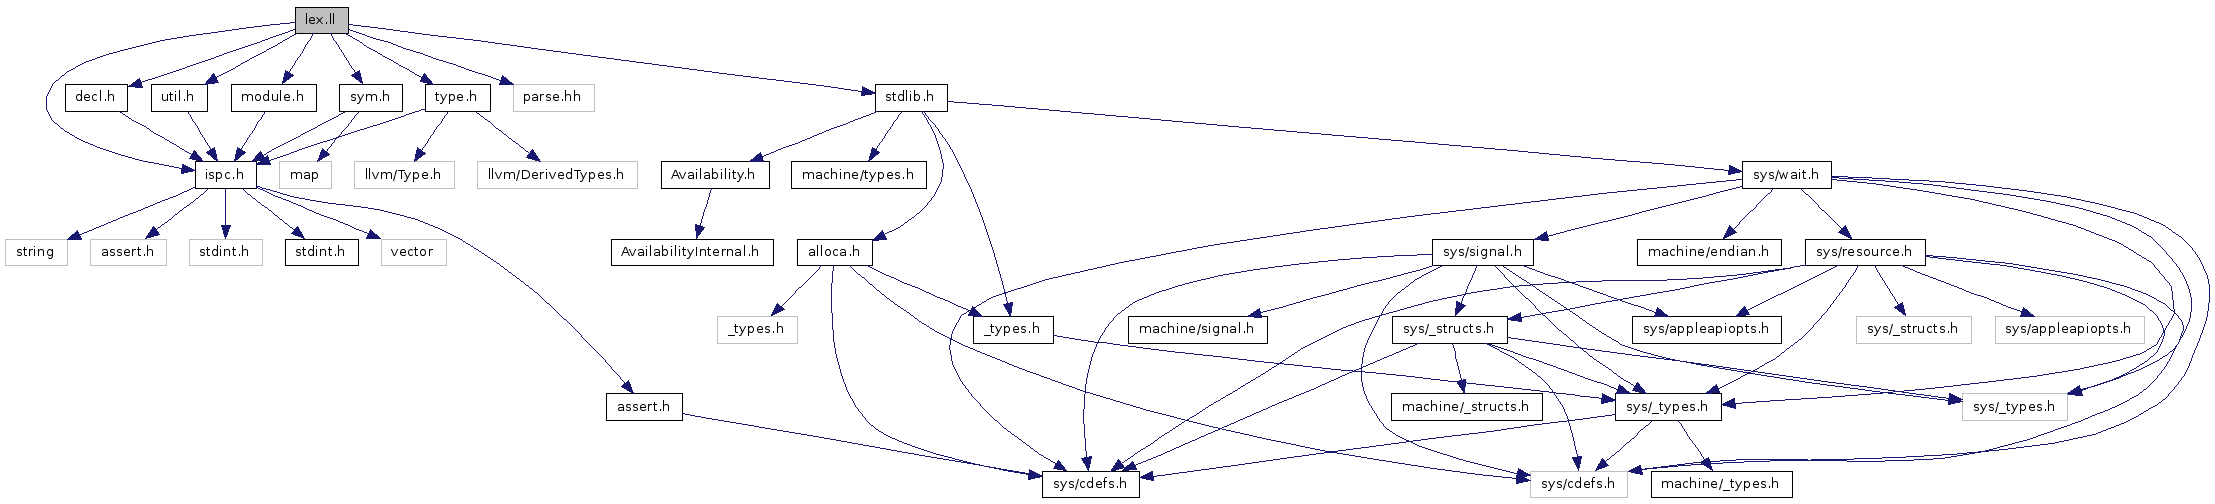 lex.ll
decl.h
util.h
module.h
sym.h
type.h
parse.hh
stdlib.h
ispc.h
map
llvm/Type.h
llvm/DerivedTypes.h
Availability.h
machine/types.h
sys/wait.h
string
assert.h
stdint.h
stdint.h
vector
AvailabilityInternal.h
alloca.h
sys/signal.h
machine/endian.h
sys/resource.h
_types.h
_types.h
machine/signal.h
sys/_structs.h
sys/appleapiopts.h
sys/_structs.h
sys/appleapiopts.h
assert.h
machine/_structs.h
sys/_types.h
sys/_types.h
sys/cdefs.h
sys/cdefs.h
machine/_types.h